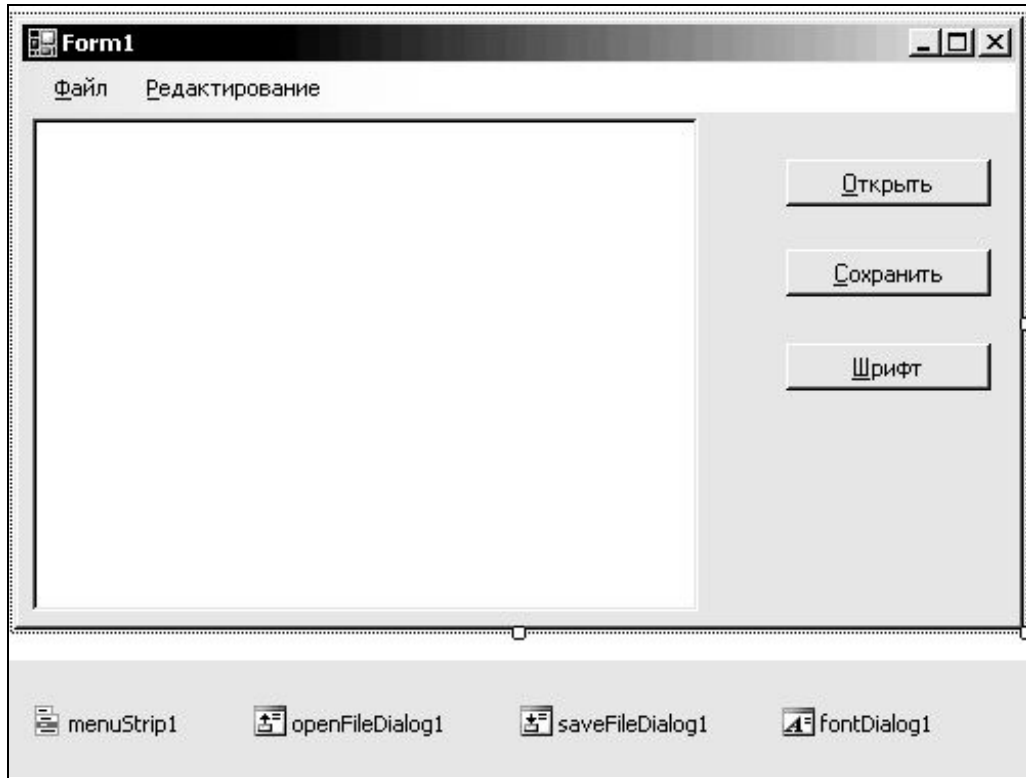 Form1
Файл Редактирование
Открыть
Сохранить
Шрифт
menuStrip1 openFileDialog1 saveFileDialog1 fontDialog1